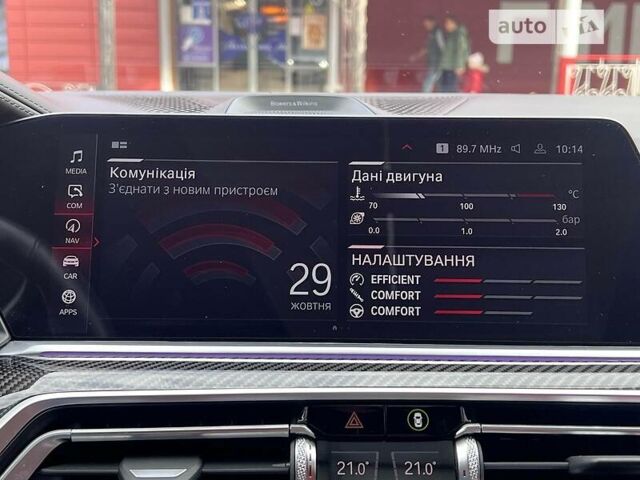 auto RIA
Bowers & Wilkins
MEDIA
COM
NAV
CAR
APPS
1 89.7 MHz 10:14
Комунікація
З'єднати з новим пристроєм
29
ЖОВТНЯ
Дані двигуна
°C
70 100 130
бар
0.0 1.0 2.0
НАЛАШТУВАННЯ
EFFICIENT
COMFORT
COMFORT
21.0 21.0